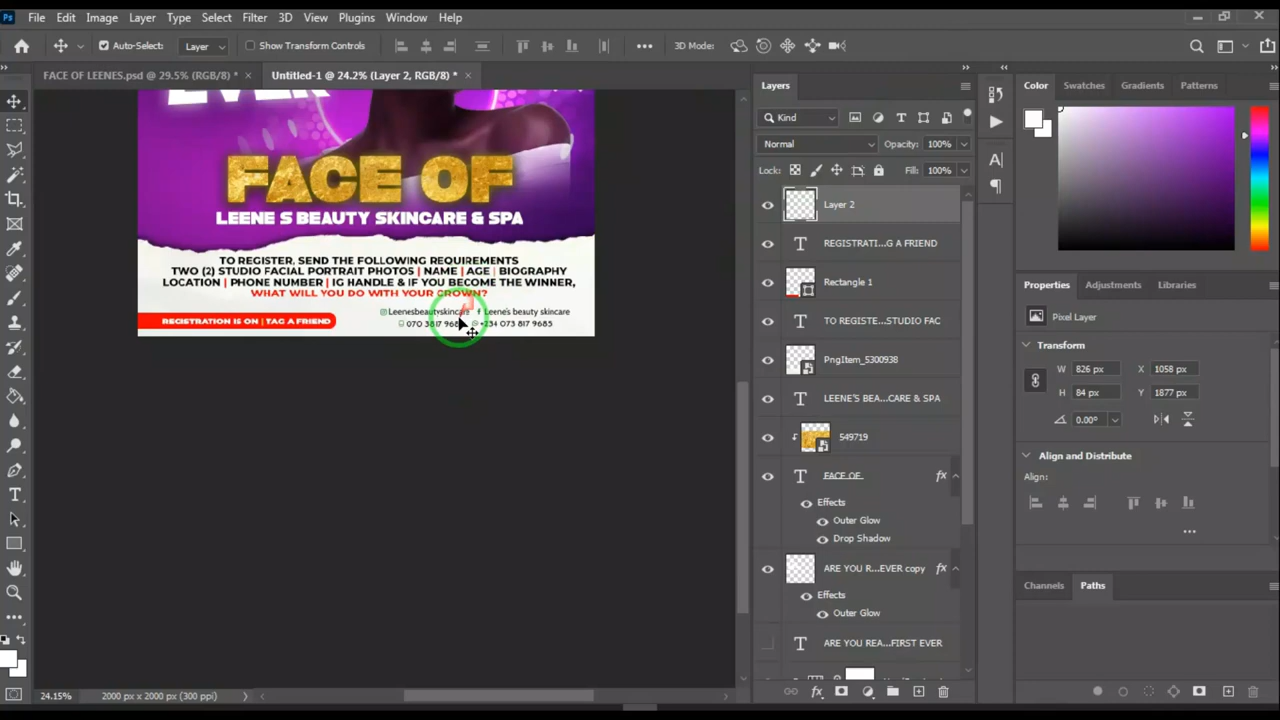 File Edit Image Layer Type Select Filter 3D View Plugins Window Help
Auto-Select: Layer Show Transform Controls 3D Mode:
FACE OF LEENES.psd @ 29.5% (RGB/8) * Untitled-1 @ 24.2% (Layer 2, RGB/8) *
EVER
FACE OF
LEENE S BEAUTY SKINCARE & SPA
TO REGISTER, SEND THE FOLLOWING REQUIREMENTS
TWO (2) STUDIO FACIAL PORTRAIT PHOTOS | NAME | AGE | BIOGRAPHY
LOCATION | PHONE NUMBER | IG HANDLE & IF YOU BECOME THE WINNER,
WHAT WILL YOU DO WITH YOUR CROWN?
Leenesbeautyskincare Leene's beauty skincare
REGISTRATION IS ON | TAG A FRIEND
070 3817 +234 073 817 9685
24.15% 2000 px x 2000 px (300 ppi)
Layers
Kind
Normal Opacity: 100%
Lock: Fill: 100%
Layer 2
REGISTRATI...G A FRIEND
Rectangle 1
TO REGISTE...STUDIO FAC
PngItem_5300938
LEENE'S BEA...CARE & SPA
549719
FACE OF fx
Effects
Outer Glow
Drop Shadow
ARE YOU R...EVER copy fx
Effects
Outer Glow
ARE YOU REA...FIRST EVER
fx
Color Swatches Gradients Patterns
Properties Adjustments Libraries
Pixel Layer
Transform
W 826 px X 1058 px
H 84 px Y 1877 px
0.00°
Align and Distribute
Align:
Channels Paths